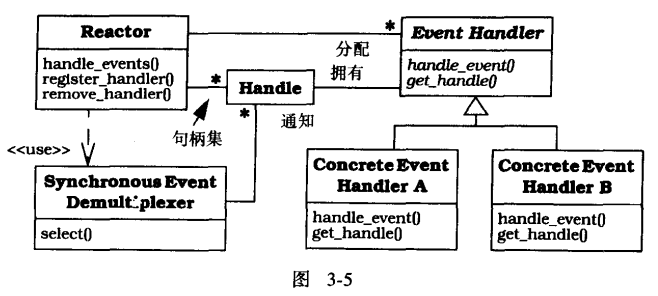 Reactor
handle_events()
register_handler()
remove_handler()
*
分配
Event Handler
handle_event()
get_handle()
*
Handle
拥有
*
句柄集
通知
<<use>>
Synchronous Event
Demultiplexer
select()
Concrete Event
Handler A
handle_event()
get_handle()
Concrete Event
Handler B
handle_event()
get_handle()
图 3-5